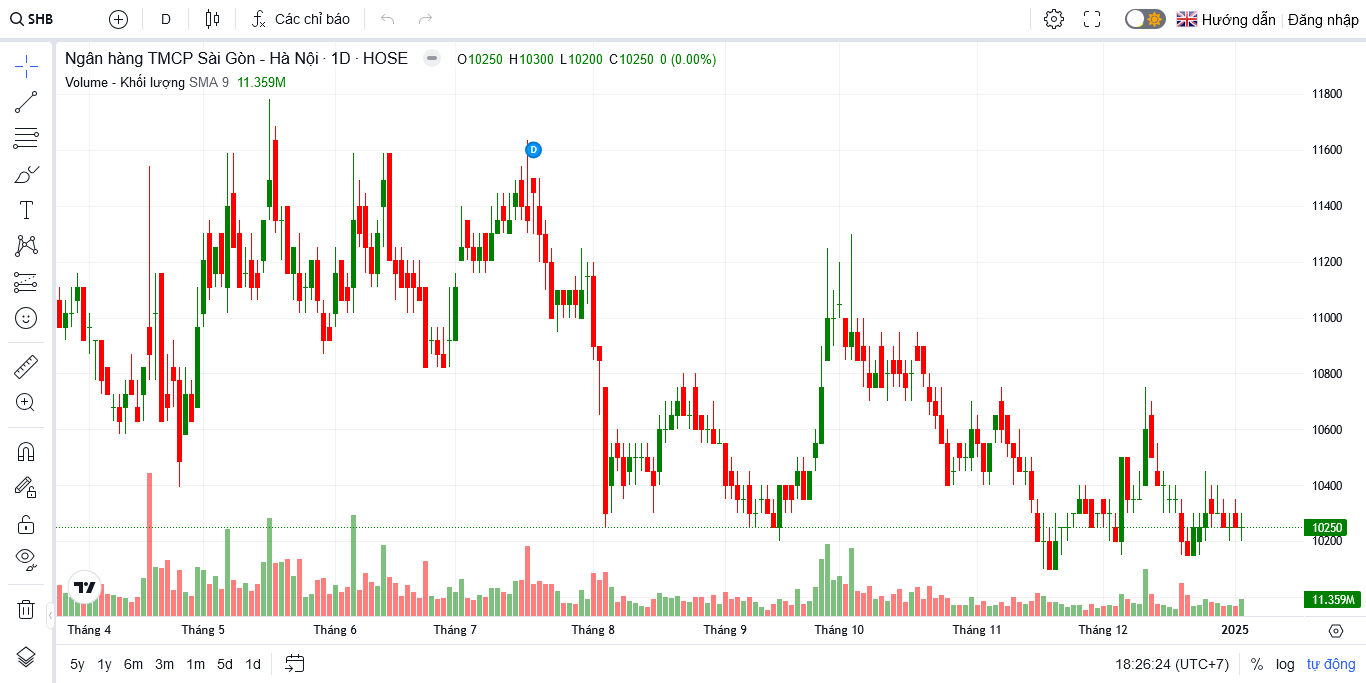 SHB
D
Các chỉ báo
Hướng dẫn
Đăng nhập
Ngân hàng TMCP Sài Gòn - Hà Nội · 1D · HOSE
O10250 H10300 L10200 C10250 0 (0.00%)
Volume - Khối lượng SMA 9 11.359M
D
11800
11600
11400
11200
11000
10800
10600
10400
10250
10200
11.359M
Tháng 4 Tháng 5 Tháng 6 Tháng 7 Tháng 8 Tháng 9 Tháng 10 Tháng 11 Tháng 12 2025
5y 1y 6m 3m 1m 5d 1d
18:26:24 (UTC+7) % log tự động